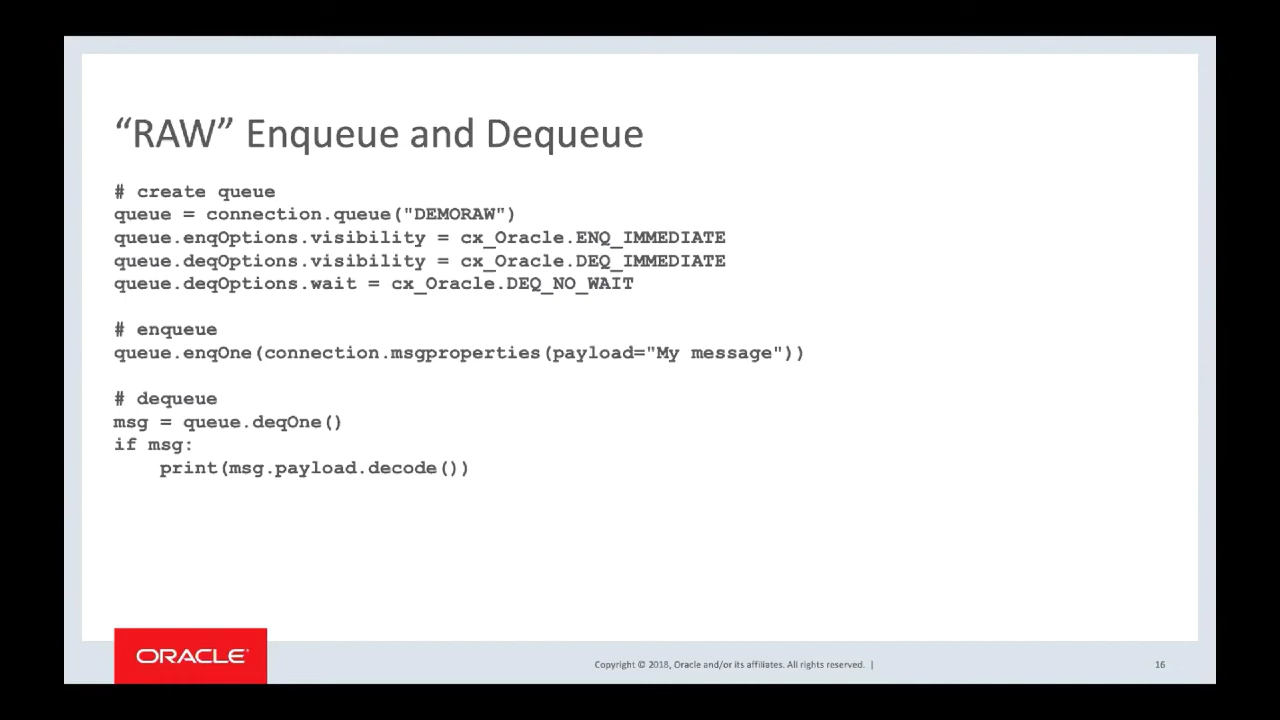 “RAW” Enqueue and Dequeue
# create queue
queue = connection.queue("DEMORAW")
queue.enqOptions.visibility = cx_Oracle.ENQ_IMMEDIATE
queue.deqOptions.visibility = cx_Oracle.DEQ_IMMEDIATE
queue.deqOptions.wait = cx_Oracle.DEQ_NO_WAIT
# enqueue
queue.enqOne(connection.msgproperties(payload="My message"))
# dequeue
msg = queue.deqOne()
if msg:
    print(msg.payload.decode())
ORACLE
Copyright © 2018, Oracle and/or its affiliates. All rights reserved. |
16